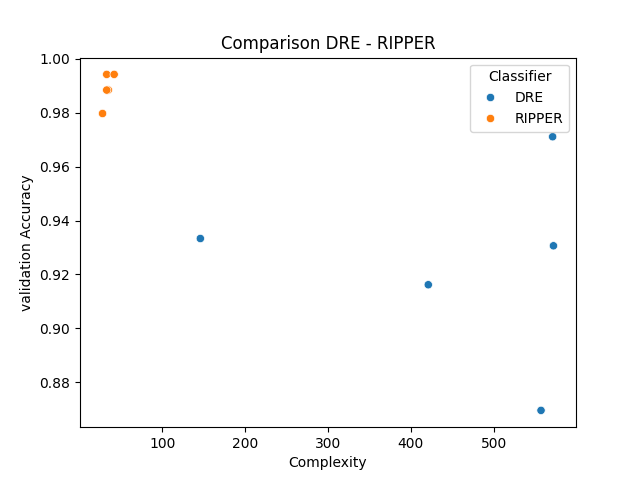 Comparison DRE - RIPPER
Classifier
DRE
RIPPER
validation Accuracy
1.00
0.98
0.96
0.94
0.92
0.90
0.88
100 200 300 400 500
Complexity